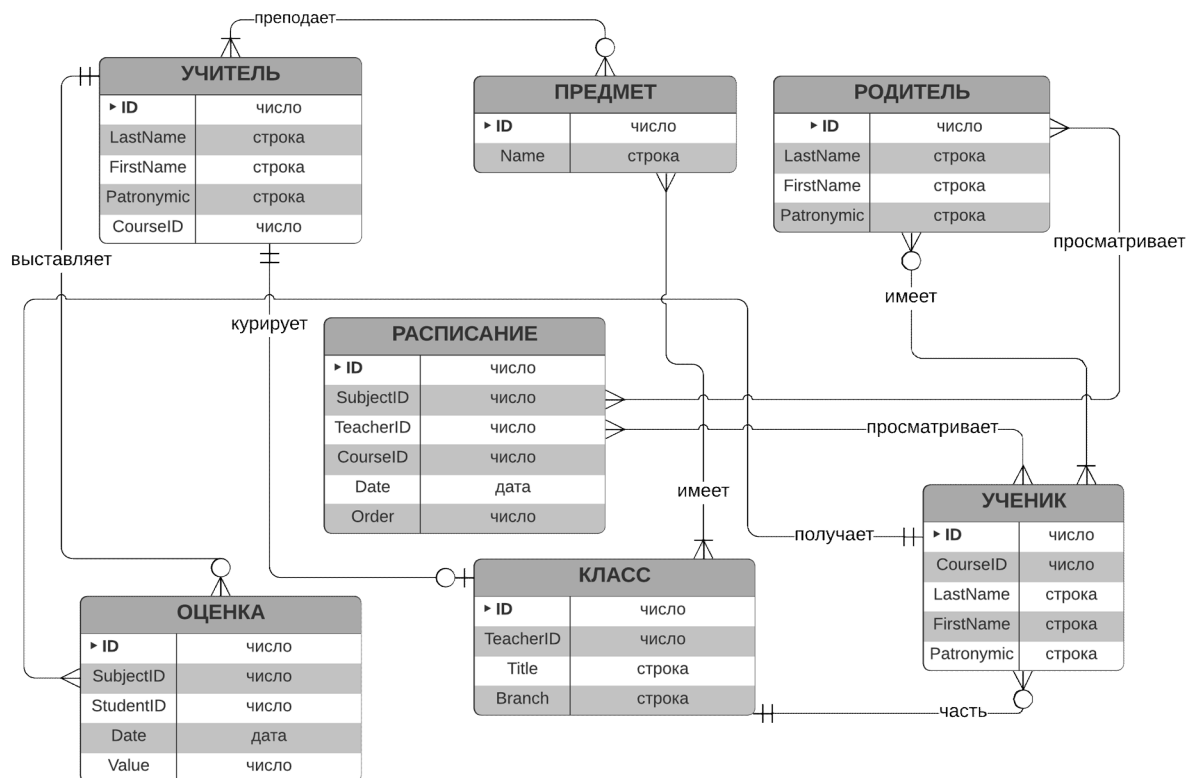 преподает
УЧИТЕЛЬ
ID число
LastName строка
FirstName строка
Patronymic строка
CourseID число
ПРЕДМЕТ
ID число
Name строка
РОДИТЕЛЬ
ID число
LastName строка
FirstName строка
Patronymic строка
просматривает
выставляет
имеет
курирует
РАСПИСАНИЕ
ID число
SubjectID число
TeacherID число
CourseID число
Date дата
Order число
просматривает
имеет
получает
УЧЕНИК
ID число
CourseID число
LastName строка
FirstName строка
Patronymic строка
КЛАСС
ID число
TeacherID число
Title строка
Branch строка
часть
ОЦЕНКА
ID число
SubjectID число
StudentID число
Date дата
Value число